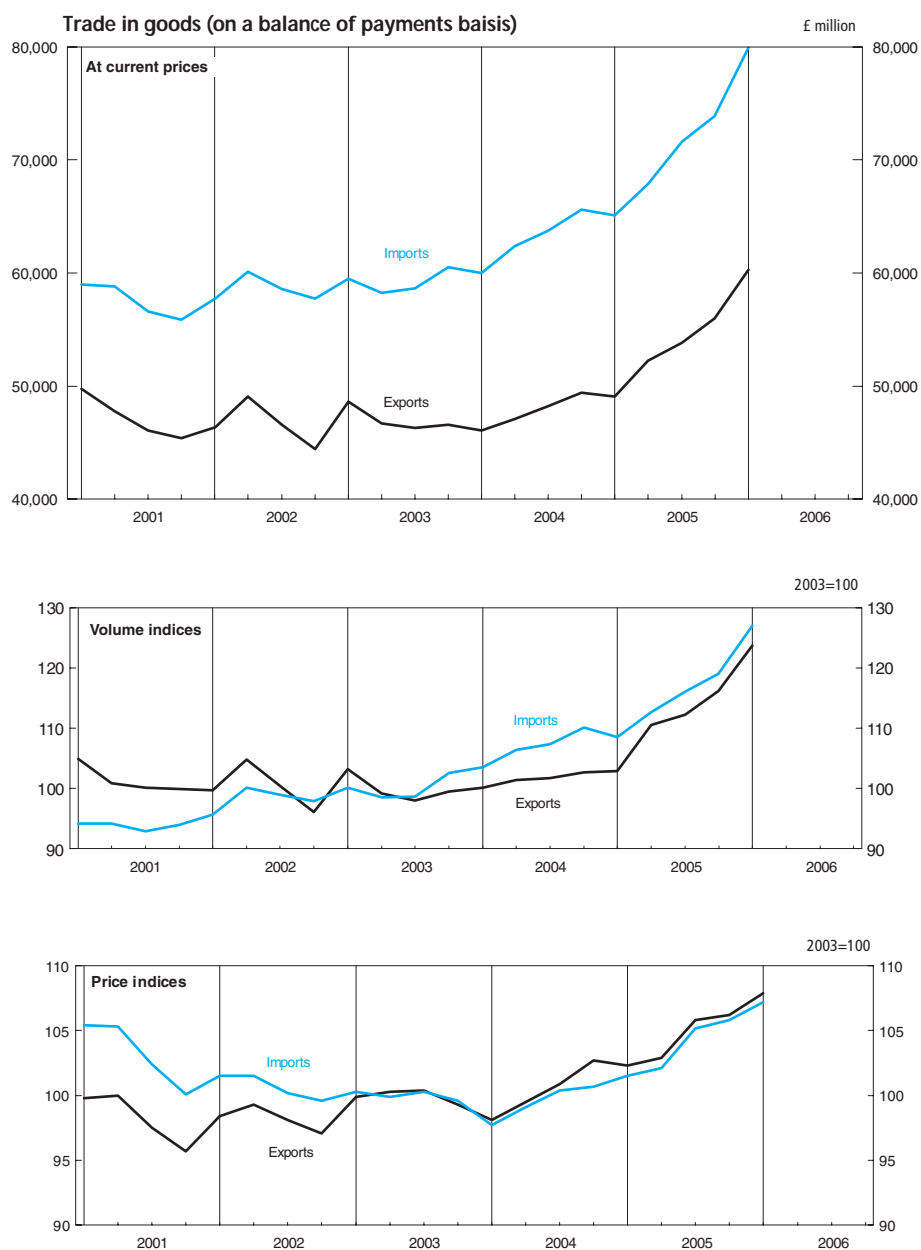 Trade in goods (on a balance of payments baisis)
£ million
80,000 80,000
At current prices
70,000 70,000
Imports
60,000 60,000
50,000 50,000
Exports
40,000 40,000
2001 2002 2003 2004 2005 2006
2003=100
130 130
Volume indices
120 120
Imports
110 110
100 100
Exports
90 90
2001 2002 2003 2004 2005 2006
2003=100
110 110
Price indices
105 105
Imports
100 100
Exports
95 95
90 90
2001 2002 2003 2004 2005 2006